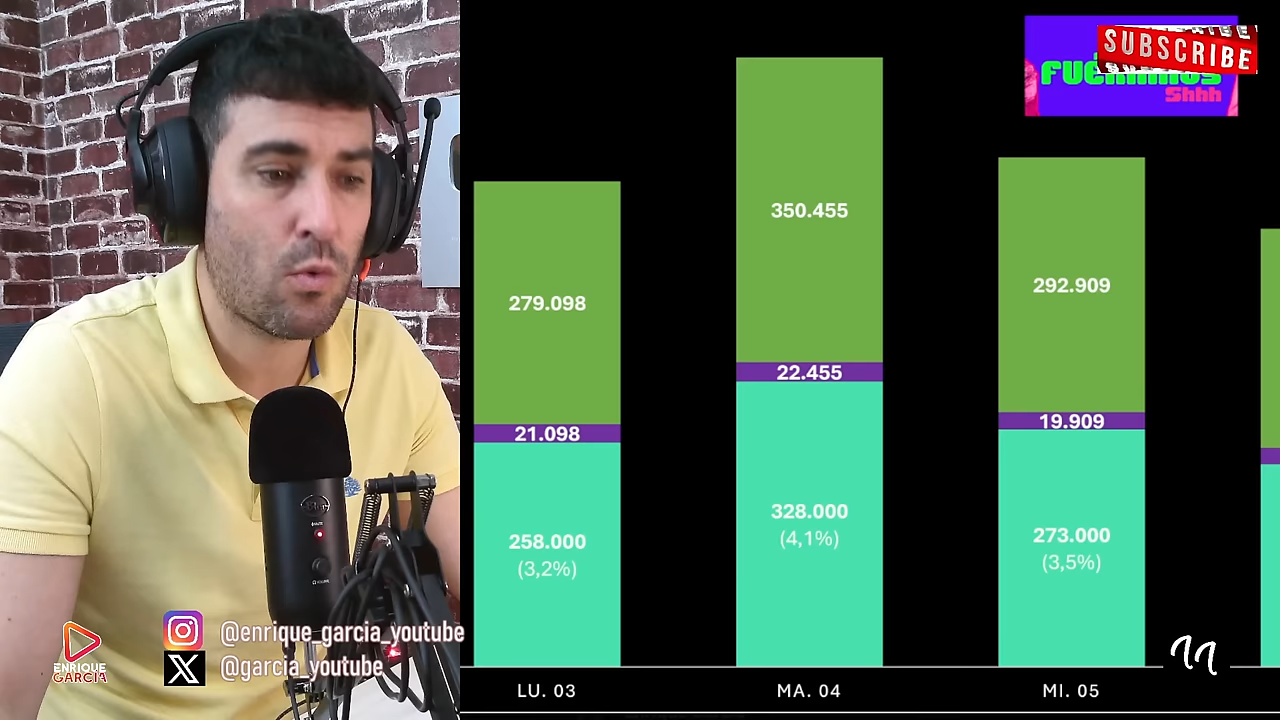 SUBSCRIBE
Shhh
350.455
279.098
292.909
22.455
19.909
21.098
328.000
(4,1%)
273.000
(3,5%)
258.000
(3,2%)
@enrique_garcia_youtube
@garcia_youtube
ENRIQUE
GARCIA
LU. 03
MA. 04
MI. 05